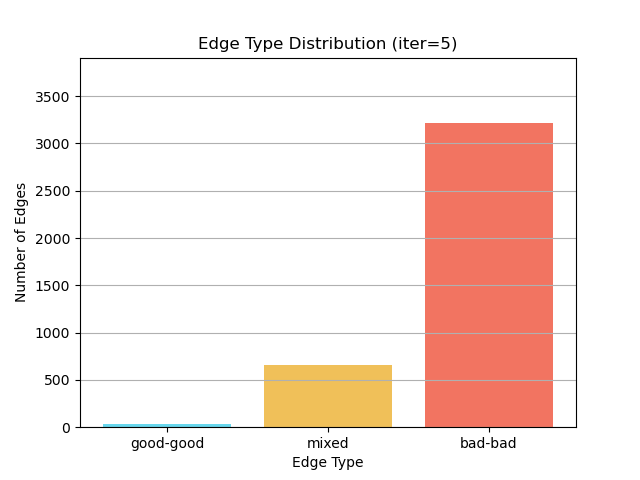 Edge Type Distribution (iter=5)
Number of Edges
3500
3000
2500
2000
1500
1000
500
0
good-good
mixed
bad-bad
Edge Type